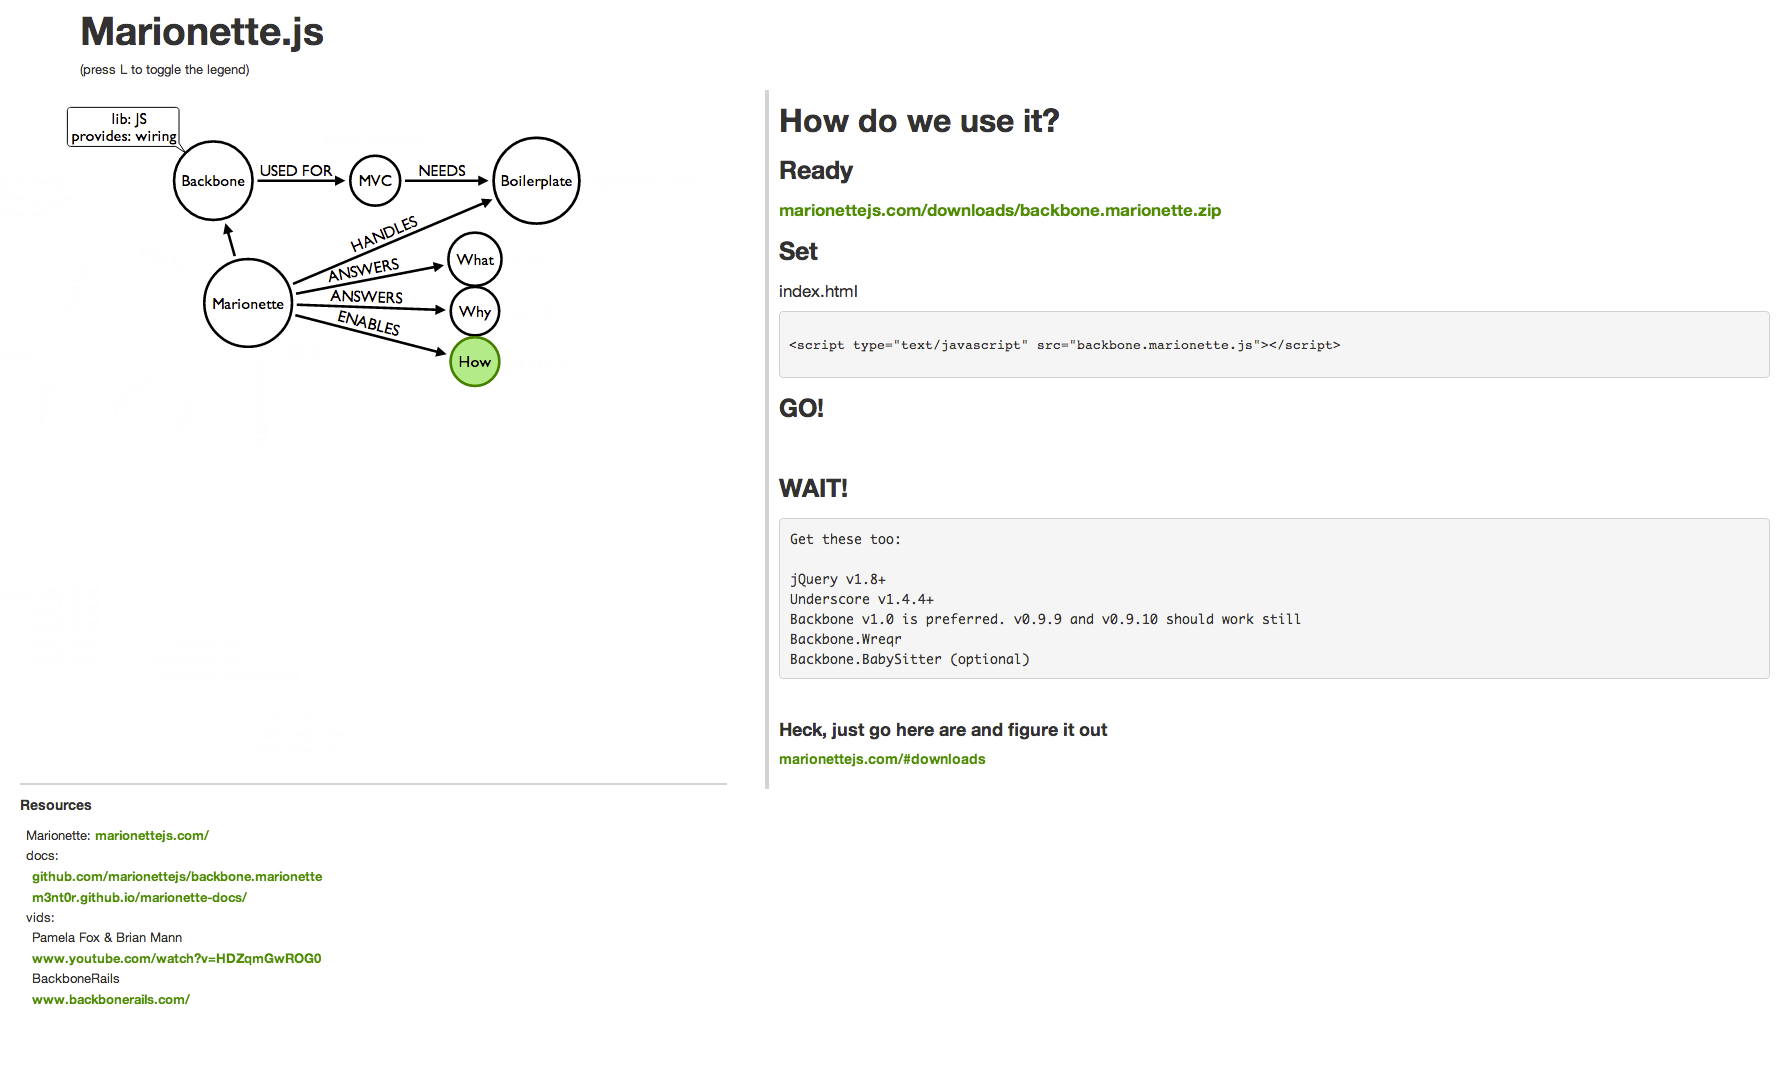 Marionette.js
(press L to toggle the legend)
lib: JS
provides: wiring
Backbone
USED FOR
MVC
NEEDS
Boilerplate
HANDLES
ANSWERS
What
Marionette
ANSWERS
Why
ENABLES
How
How do we use it?
Ready
marionettejs.com/downloads/backbone.marionette.zip
Set
index.html
<script type="text/javascript" src="backbone.marionette.js"></script>
GO!
WAIT!
Get these too:
jQuery v1.8+
Underscore v1.4.4+
Backbone v1.0 is preferred. v0.9.9 and v0.9.10 should work still
Backbone.Wreqr
Backbone.BabySitter (optional)
Heck, just go here are and figure it out
marionettejs.com/#downloads
Resources
Marionette: marionettejs.com/
docs:
github.com/marionettejs/backbone.marionette
m3nt0r.github.io/marionette-docs/
vids:
Pamela Fox & Brian Mann
www.youtube.com/watch?v=HDZqmGwROG0
BackboneRails
www.backbonerails.com/